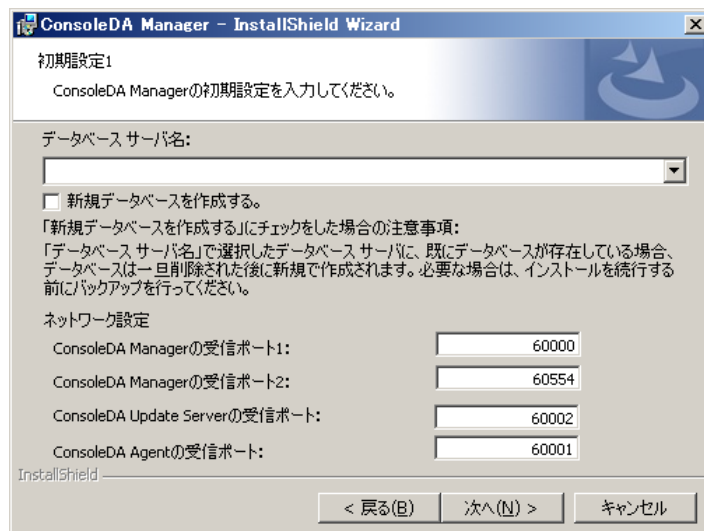 ConsoleDA Manager - InstallShield Wizard
初期設定1
ConsoleDA Managerの初期設定を入力してください。
データベース サーバ名:
新規データベースを作成する。
「新規データベースを作成する」にチェックをした場合の注意事項:
「データベース サーバ名」で選択したデータベース サーバに、既にデータベースが存在している場合、
データベースは一旦削除された後に新規で作成されます。必要な場合は、インストールを続行する
前にバックアップを行ってください。
ネットワーク設定
ConsoleDA Managerの受信ポート1: 60000
ConsoleDA Managerの受信ポート2: 60554
ConsoleDA Update Serverの受信ポート: 60002
ConsoleDA Agentの受信ポート: 60001
InstallShield
< 戻る(B) 次へ(N) > キャンセル